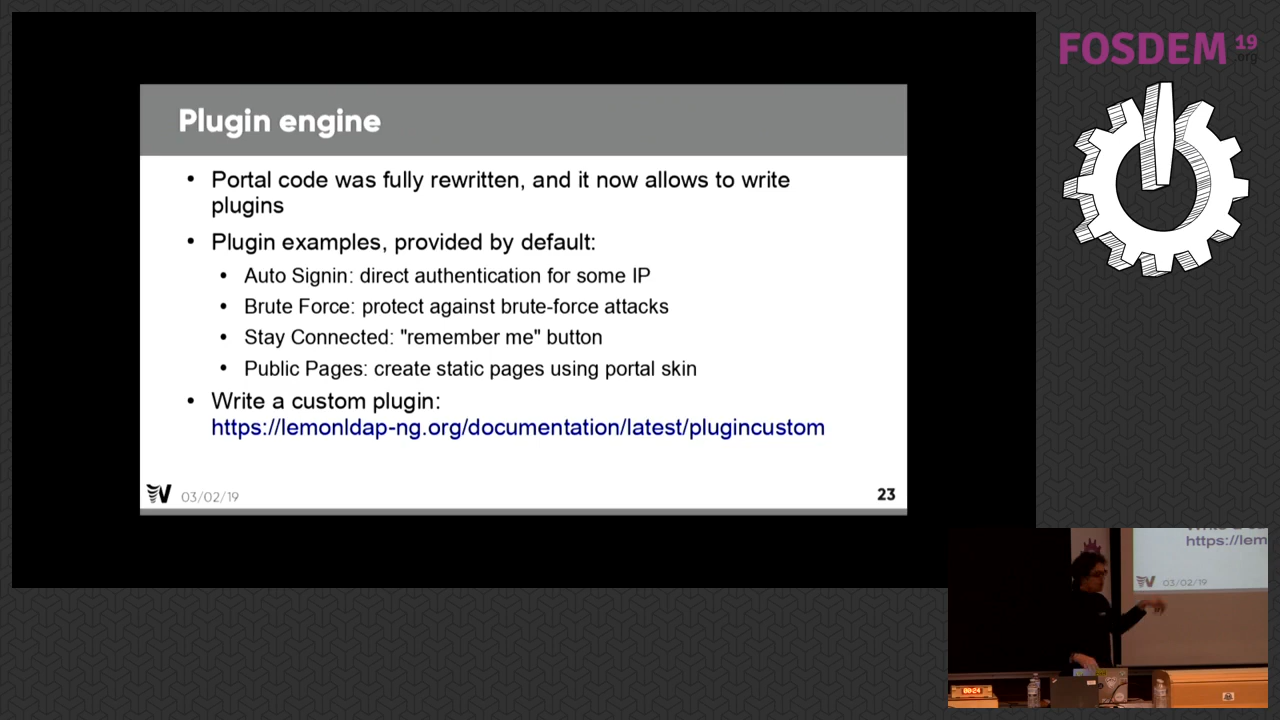 FOSDEM 19
.org
Plugin engine
• Portal code was fully rewritten, and it now allows to write
plugins
• Plugin examples, provided by default:
• Auto Signin: direct authentication for some IP
• Brute Force: protect against brute-force attacks
• Stay Connected: "remember me" button
• Public Pages: create static pages using portal skin
• Write a custom plugin:
https://lemonldap-ng.org/documentation/latest/plugincustom
03/02/19
23
https://lem
03/02/19
00:24